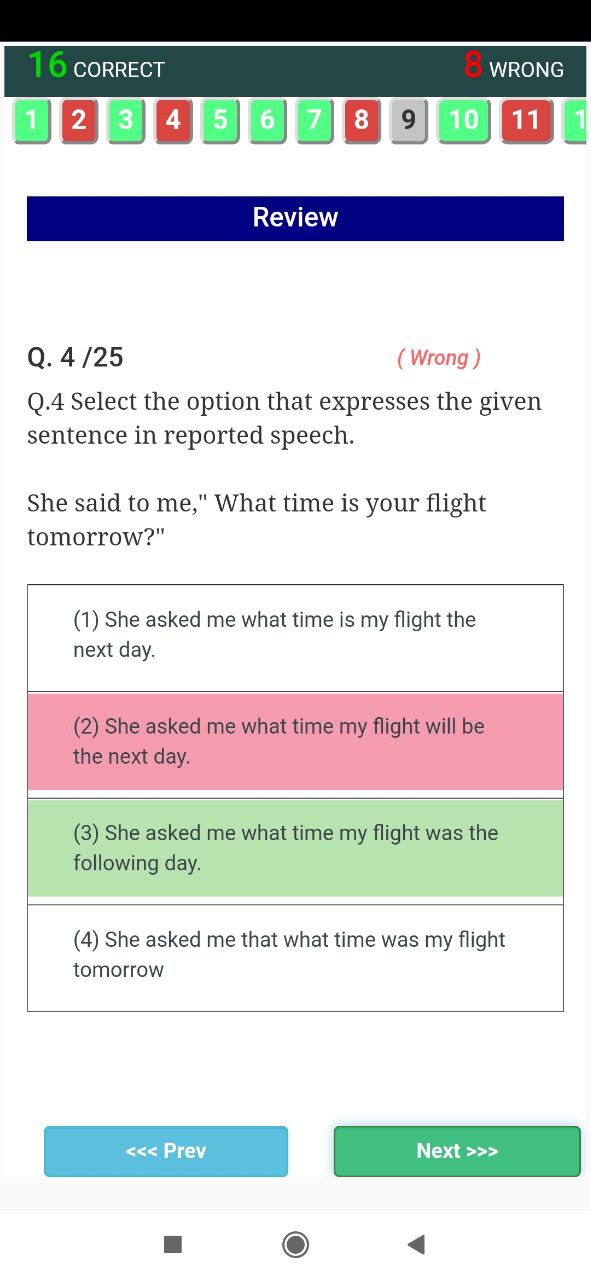 16 CORRECT 8 WRONG
1 2 3 4 5 6 7 8 9 10 11 1
Review
Q. 4 /25 ( Wrong )
Q.4 Select the option that expresses the given
sentence in reported speech.
She said to me," What time is your flight
tomorrow?"
(1) She asked me what time is my flight the
next day.
(2) She asked me what time my flight will be
the next day.
(3) She asked me what time my flight was the
following day.
(4) She asked me that what time was my flight
tomorrow
<<< Prev Next >>>